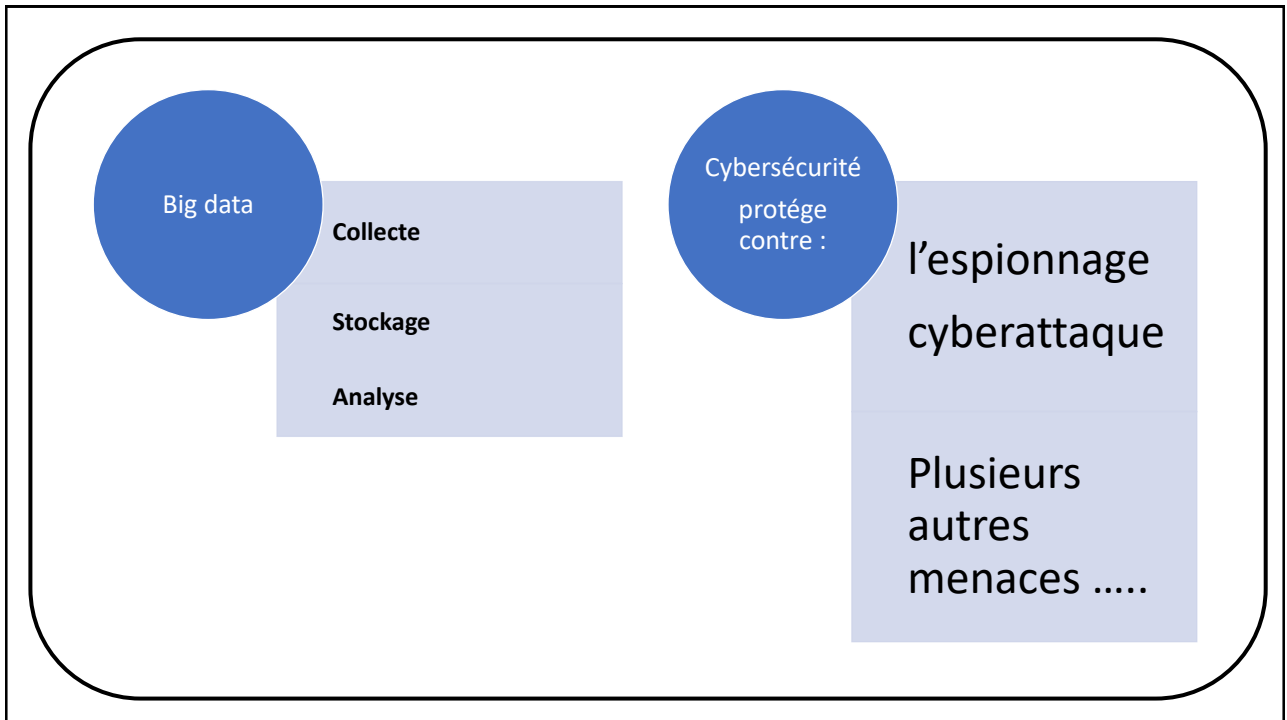 Big data
Collecte
Stockage
Analyse
Cybersécurité
protége
contre :
l’espionnage
cyberattaque
Plusieurs
autres
menaces …..